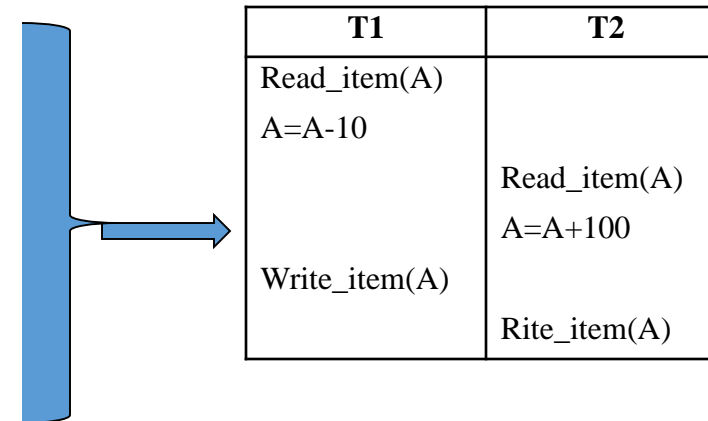 T1 T2
Read_item(A)
A=A-10
Read_item(A)
A=A+100
Write_item(A)
Rite_item(A)